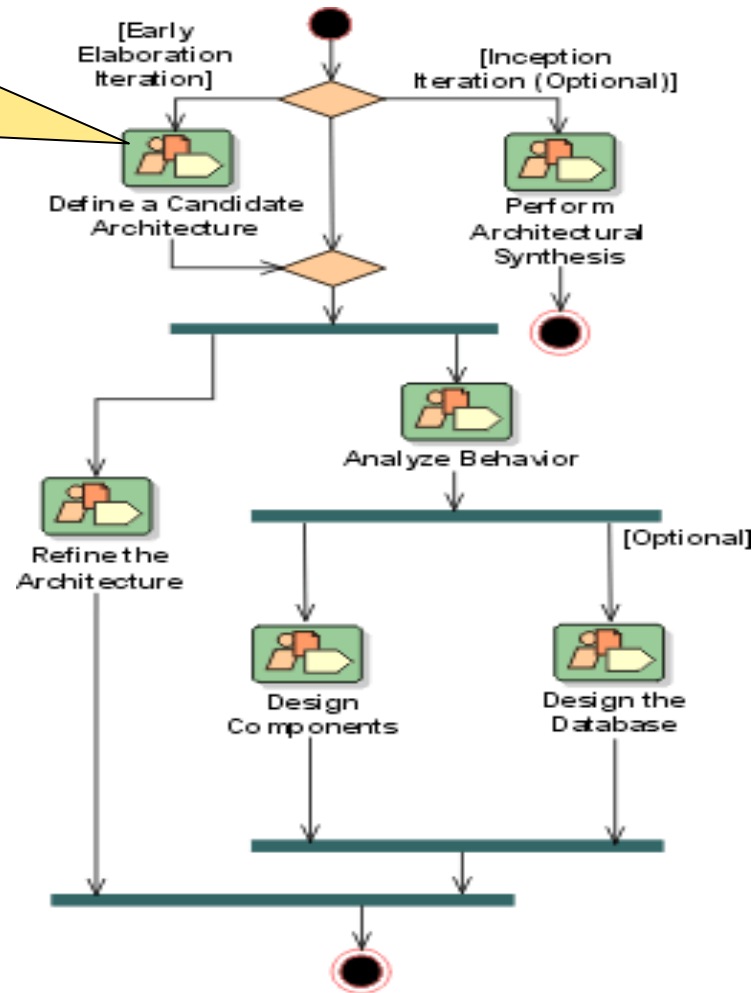 [Early
Elaboration
Iteration]
[Inception
Iteration (Optional)]
Define a Candidate
Architecture
Perform
Architectural
Synthesis
Analyze Behavior
[Optional]
Refine the
Architecture
Design
Components
Design the
Database